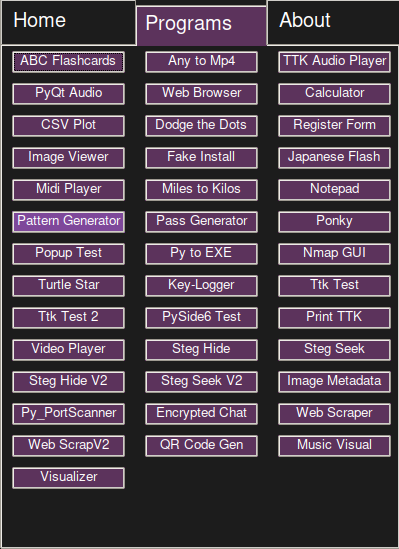 Home Programs About
ABC Flashcards Any to Mp4 TTK Audio Player
PyQt Audio Web Browser Calculator
CSV Plot Dodge the Dots Register Form
Image Viewer Fake Install Japanese Flash
Midi Player Miles to Kilos Notepad
Pattern Generator Pass Generator Ponky
Popup Test Py to EXE Nmap GUI
Turtle Star Key-Logger Ttk Test
Ttk Test 2 PySide6 Test Print TTK
Video Player Steg Hide Steg Seek
Steg Hide V2 Steg Seek V2 Image Metadata
Py_PortScanner Encrypted Chat Web Scraper
Web ScrapV2 QR Code Gen Music Visual
Visualizer